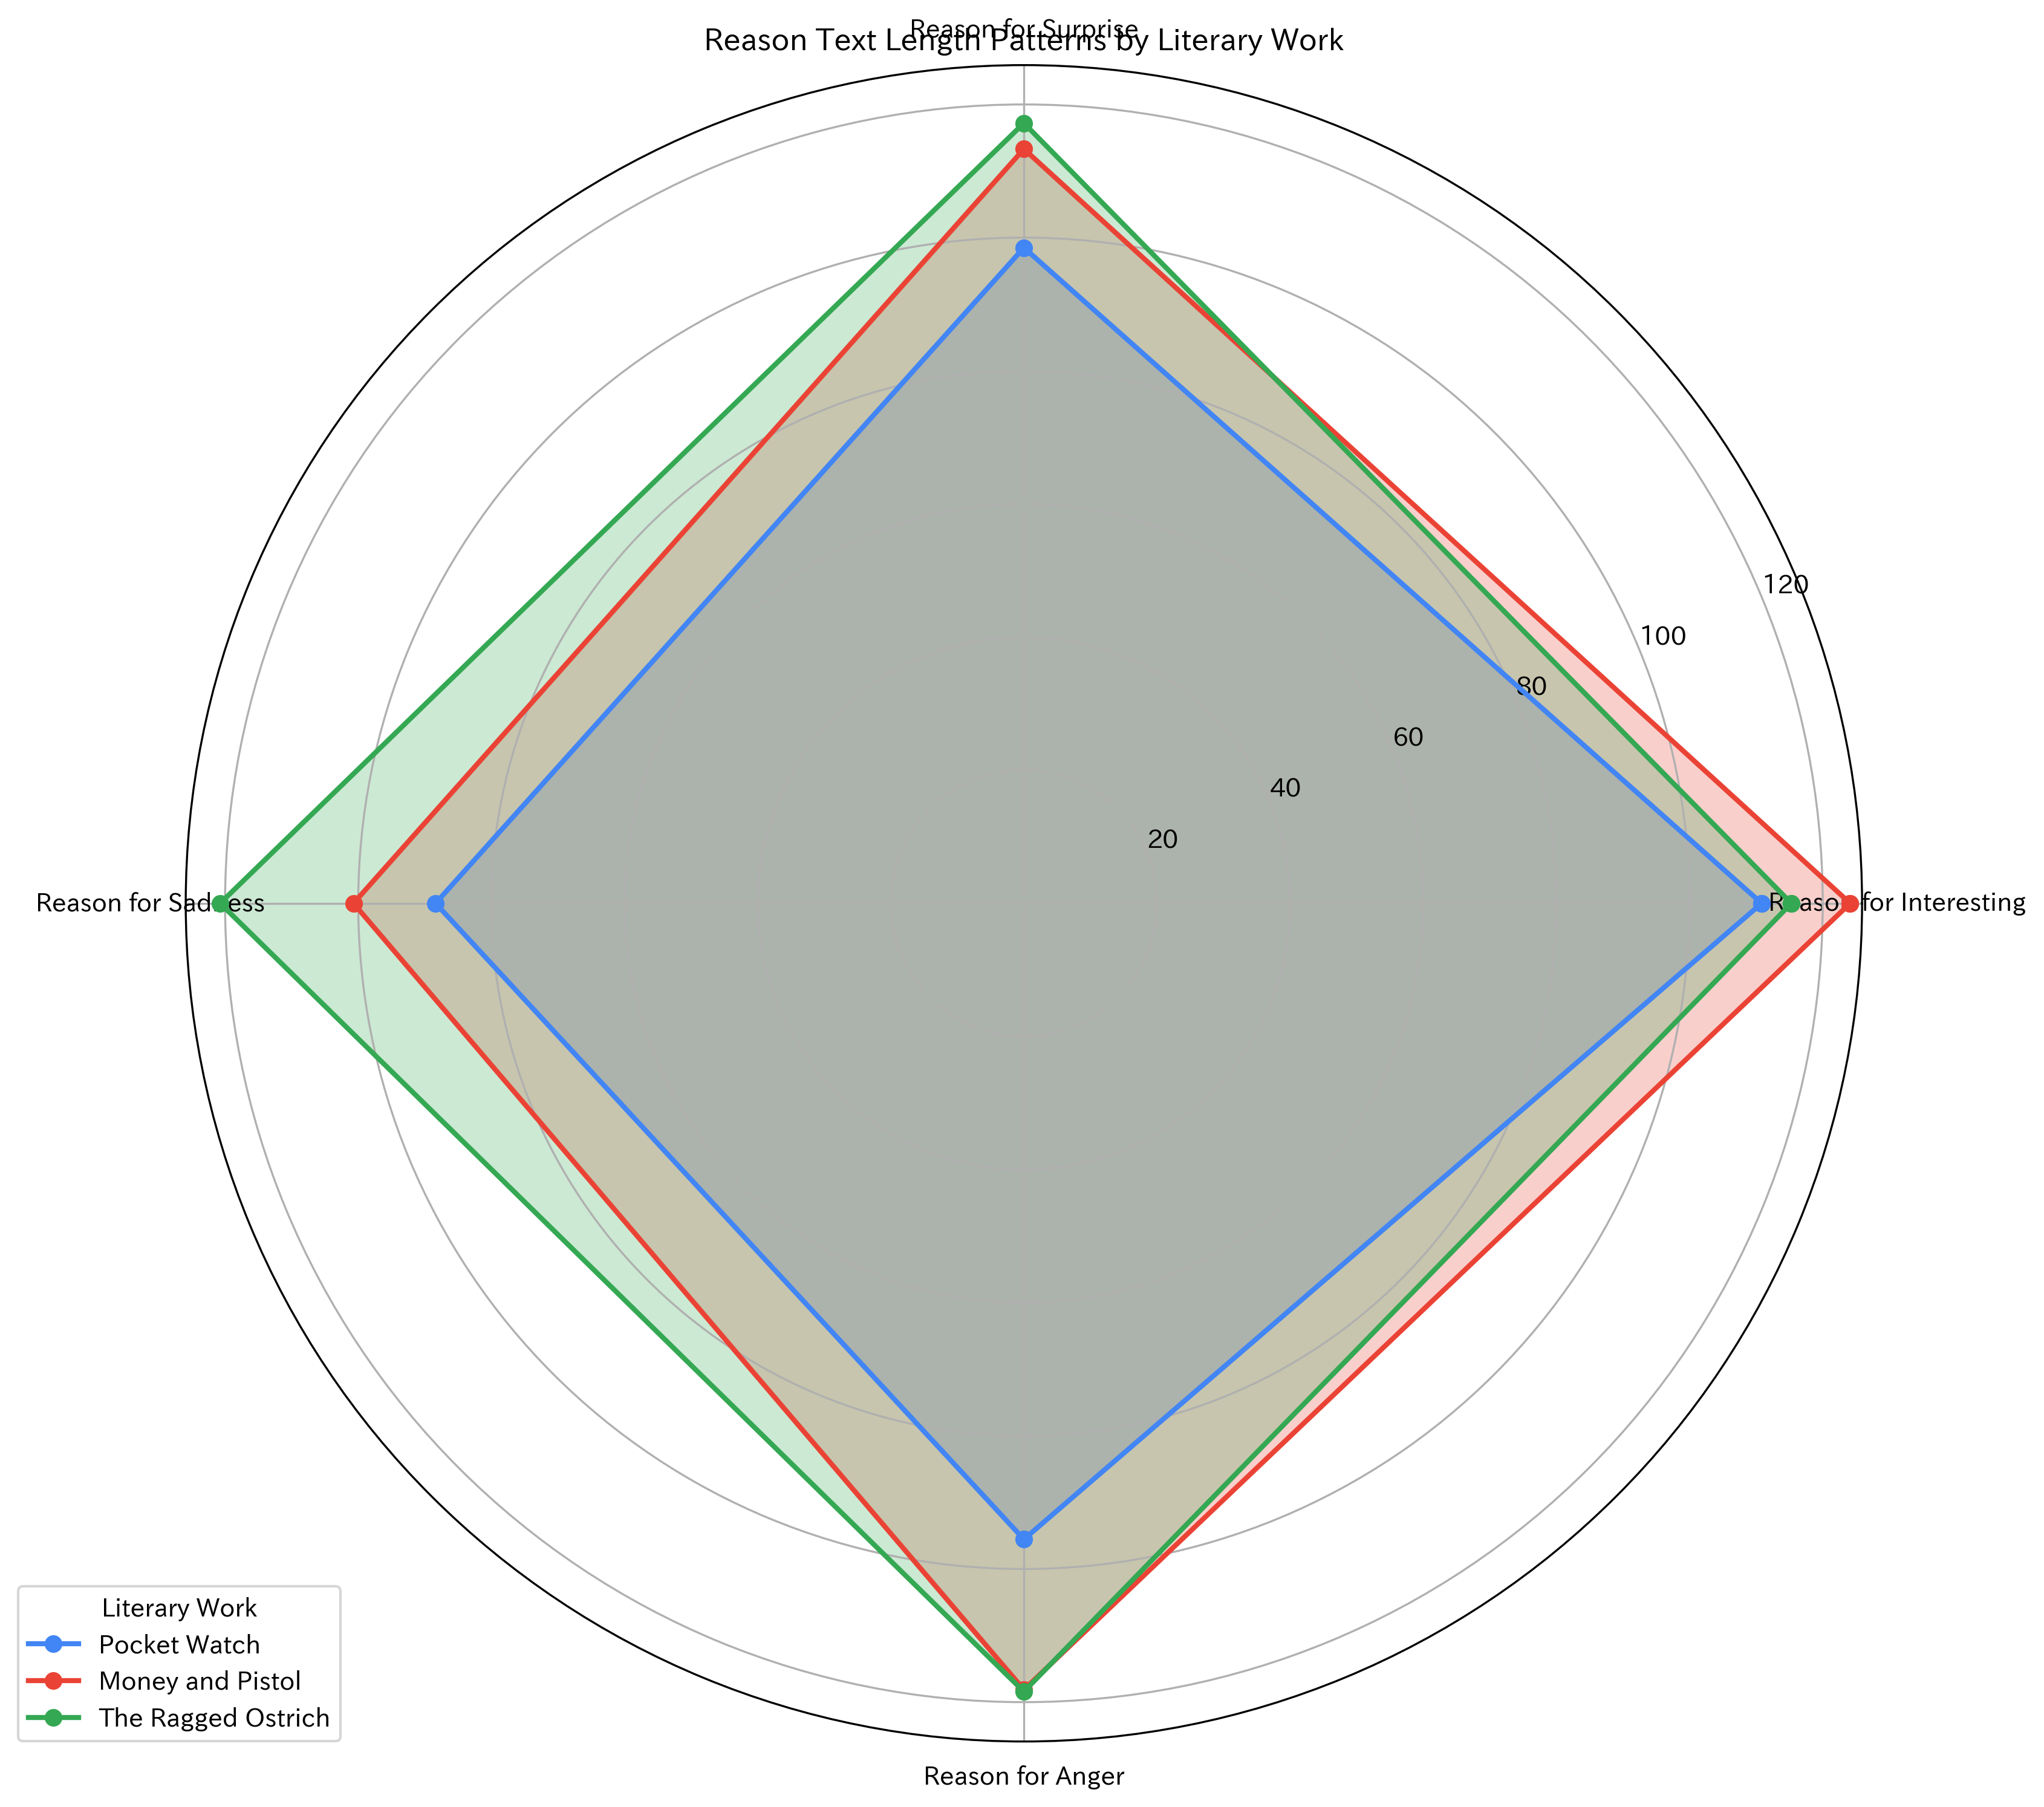 Reason for Surprise
Reason Text Length Patterns by Literary Work
120
100
80
60
40
20
Reason for Sadness
Reason for Interesting
Reason for Anger
Literary Work
Pocket Watch
Money and Pistol
The Ragged Ostrich